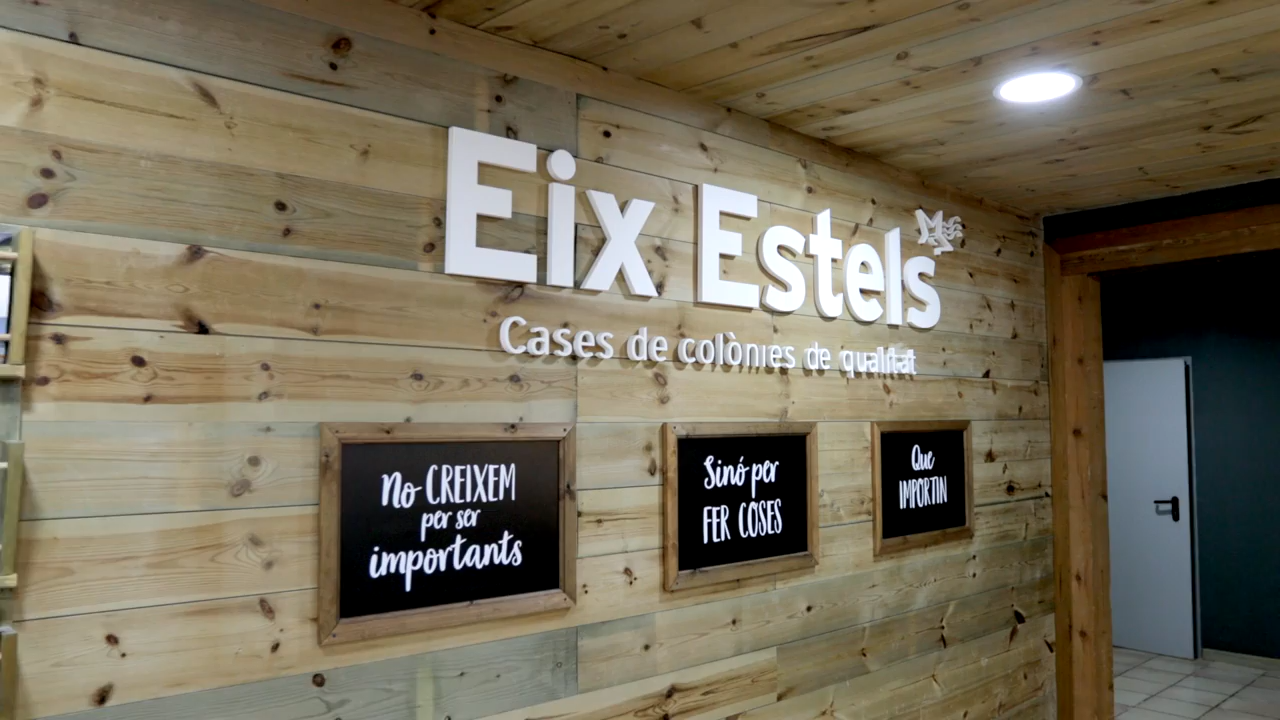 Eix Estels
Cases de colònies de qualitat
No CREIXEM
per ser
importants
Sinó per
FER COSES
Que
IMPORTIN